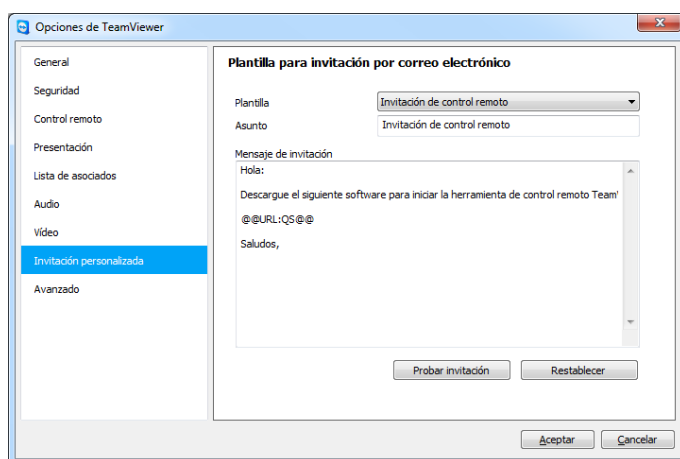 Opciones de TeamViewer
General
Seguridad
Control remoto
Presentación
Lista de asociados
Audio
Vídeo
Invitación personalizada
Avanzado
Plantilla para invitación por correo electrónico
Plantilla
Invitación de control remoto
Asunto
Invitación de control remoto
Mensaje de invitación
Hola:
Descargue el siguiente software para iniciar la herramienta de control remoto Team
@@URL:QS@@
Saludos,
Probar invitación
Restablecer
Aceptar
Cancelar